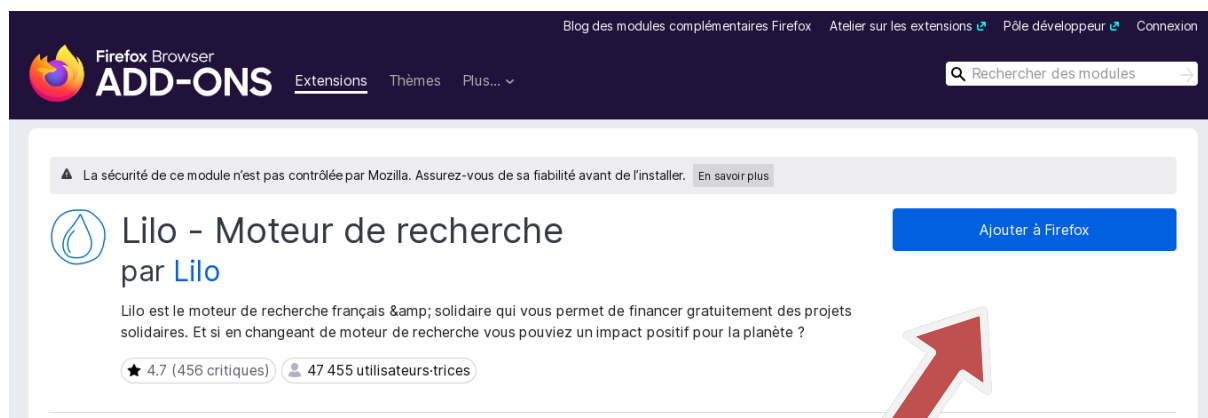 Blog des modules complémentaires Firefox Atelier sur les extensions Pôle développeur Connexion
Firefox Browser
ADD-ONS
Extensions Thèmes Plus... Rechercher des modules
La sécurité de ce module n’est pas contrôlée par Mozilla. Assurez-vous de sa fiabilité avant de l’installer. En savoir plus
Lilo - Moteur de recherche
Ajouter à Firefox
par Lilo
Lilo est le moteur de recherche français &amp; solidaire qui vous permet de financer gratuitement des projets
solidaires. Et si en changeant de moteur de recherche vous pouviez un impact positif pour la planète ?
4.7 (456 critiques) 47 455 utilisateurs·trices